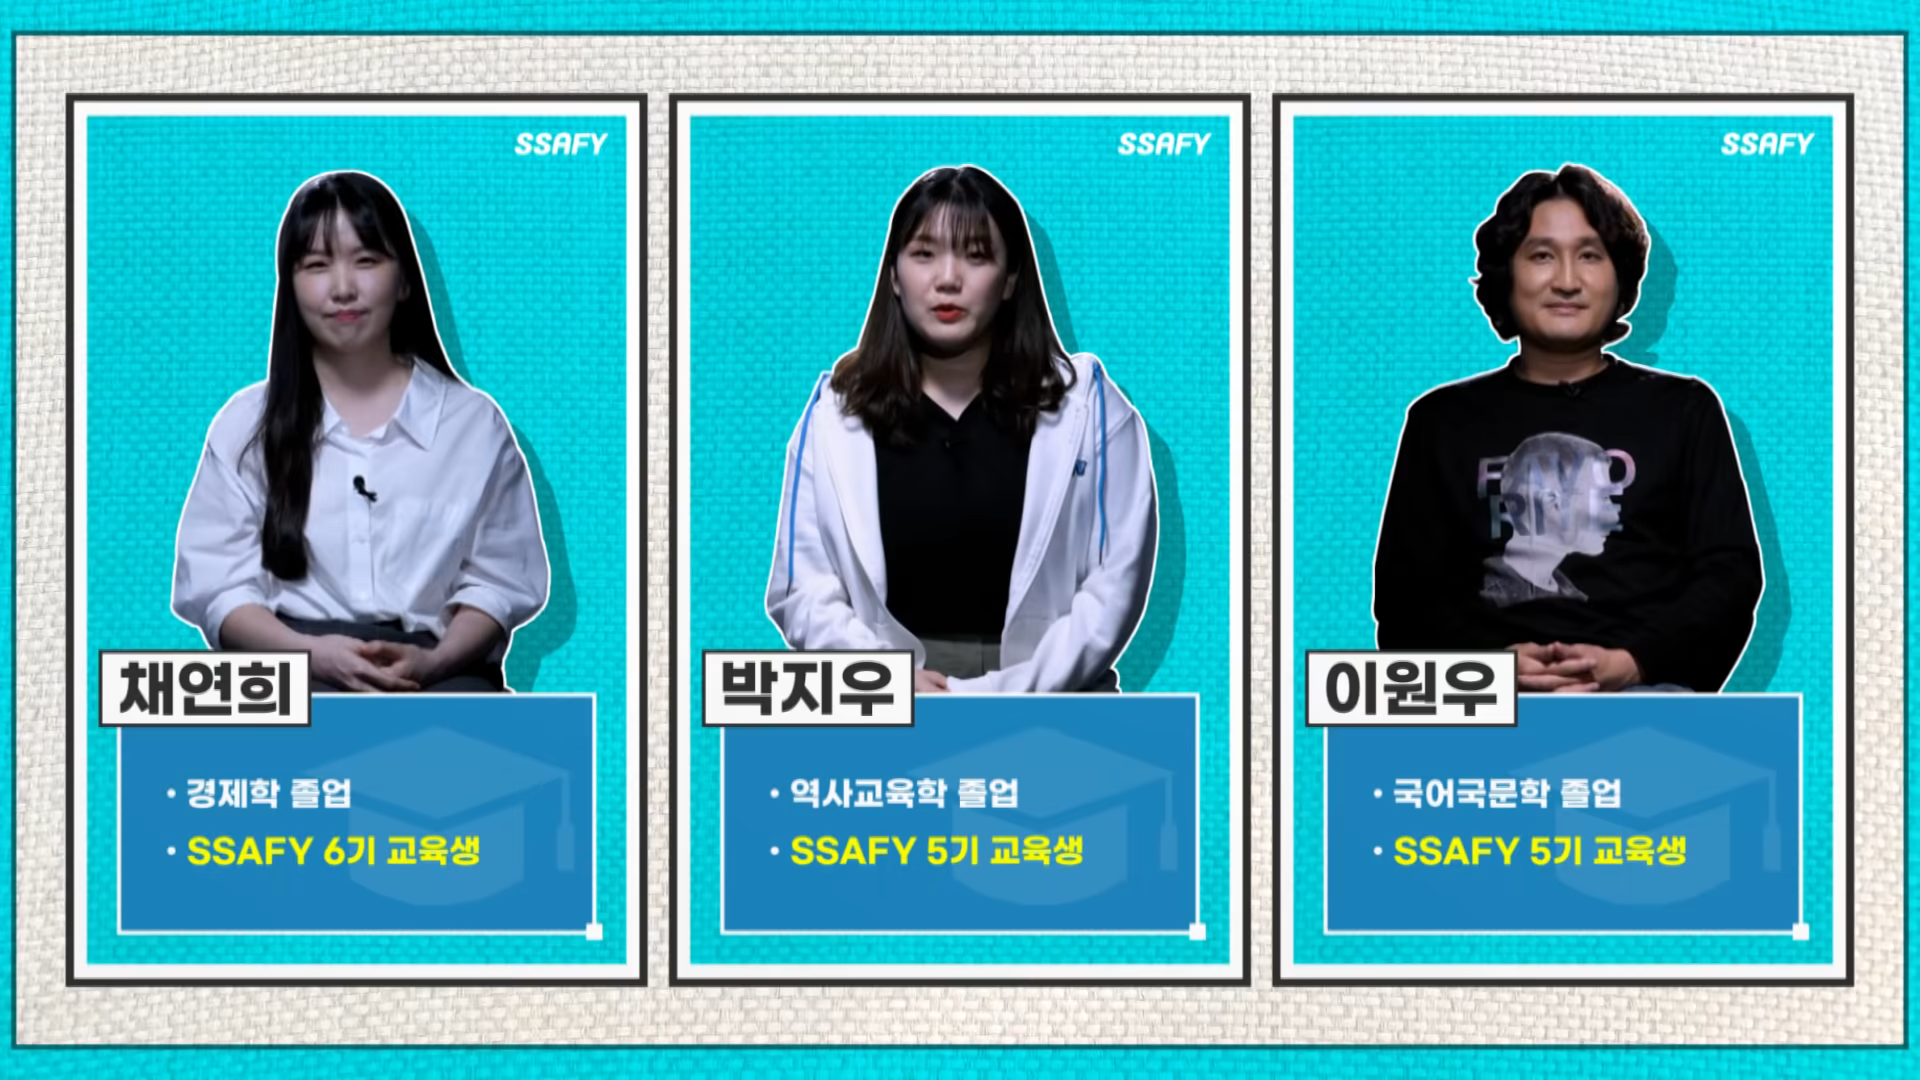 SSAFY
채연희
• 경제학 졸업
• SSAFY 6기 교육생
SSAFY
박지우
• 역사교육학 졸업
• SSAFY 5기 교육생
SSAFY
이원우
• 국어국문학 졸업
• SSAFY 5기 교육생